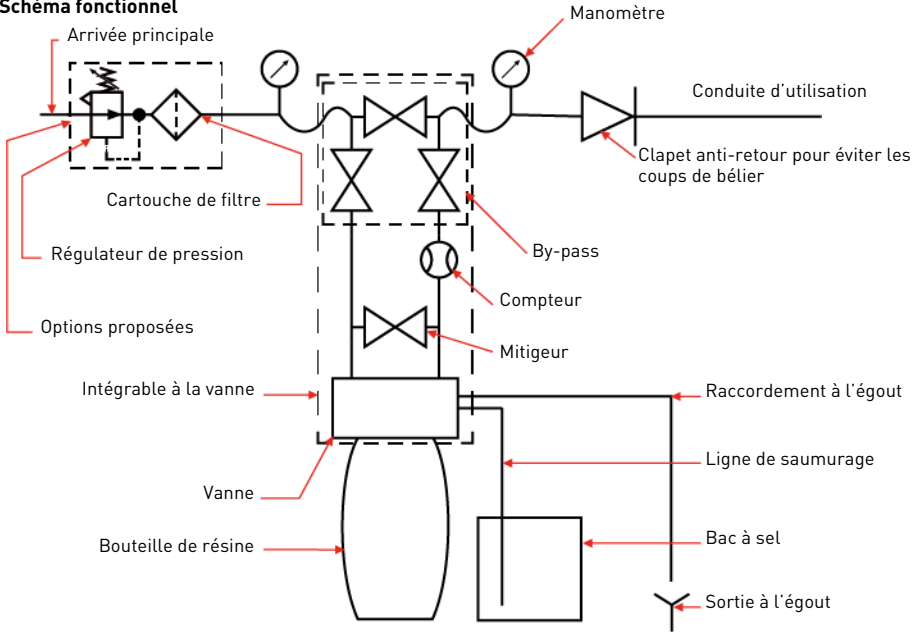 Schéma fonctionnel
Manomètre
Arrivée principale
Conduite d’utilisation
Clapet anti-retour pour éviter les
coups de bélier
Cartouche de filtre
Régulateur de pression
By-pass
Compteur
Options proposées
Mitigeur
Intégrable à la vanne
Raccordement à l’égout
Ligne de saumurage
Vanne
Bac à sel
Bouteille de résine
Sortie à l’égout